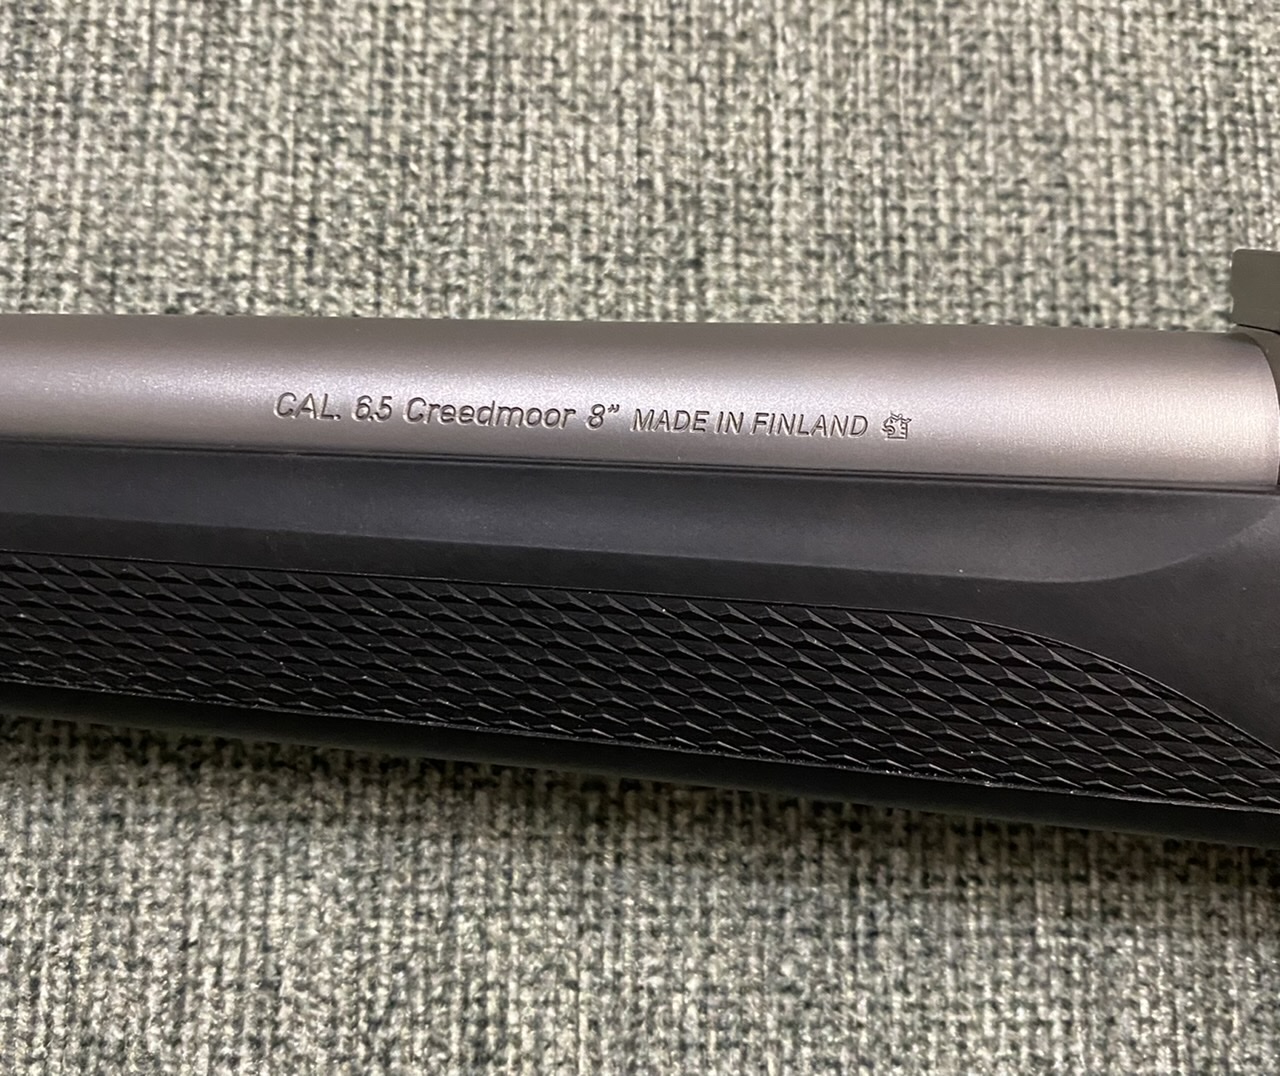 CAL. 6.5 Creedmoor 8” MADE IN FINLAND